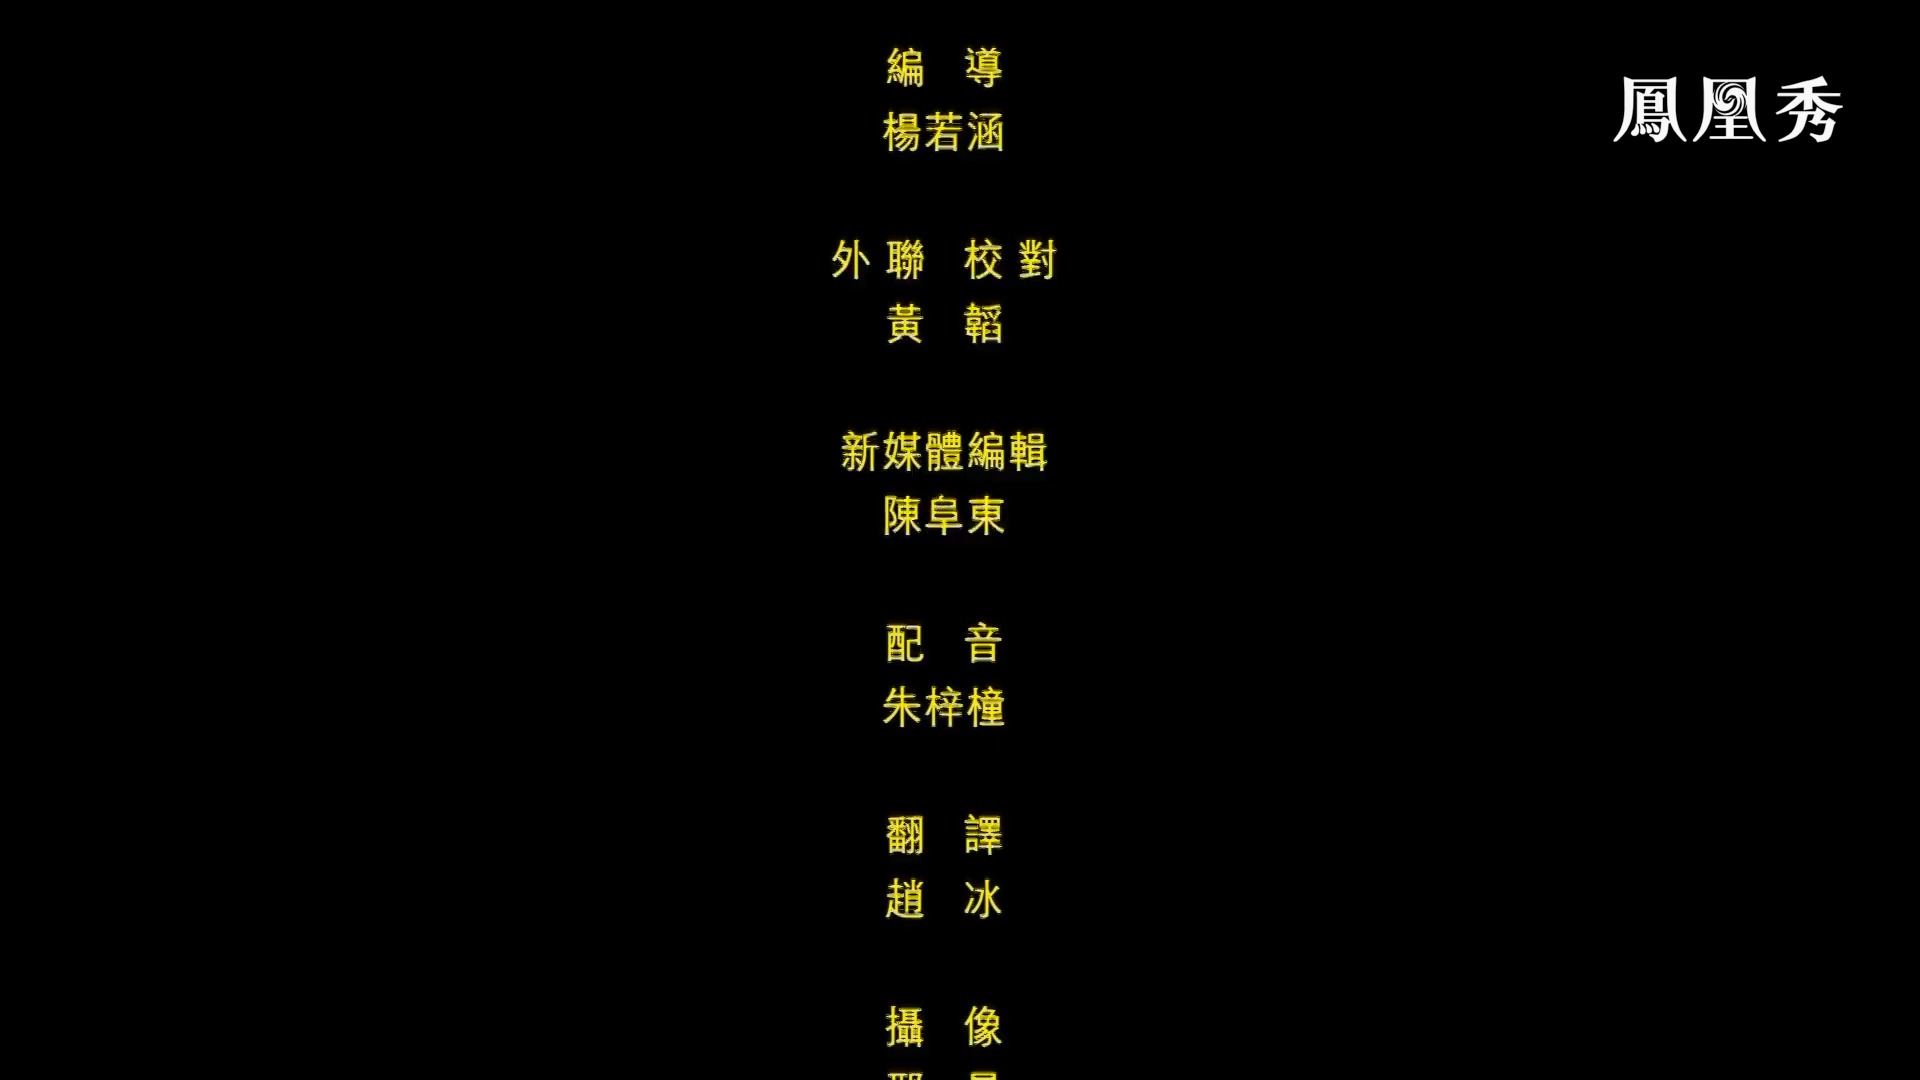 編 導
楊若涵
鳳凰秀
外聯 校對
黃 韜
新媒體編輯
陳阜東
配 音
朱梓橦
翻 譯
趙 冰
攝 像